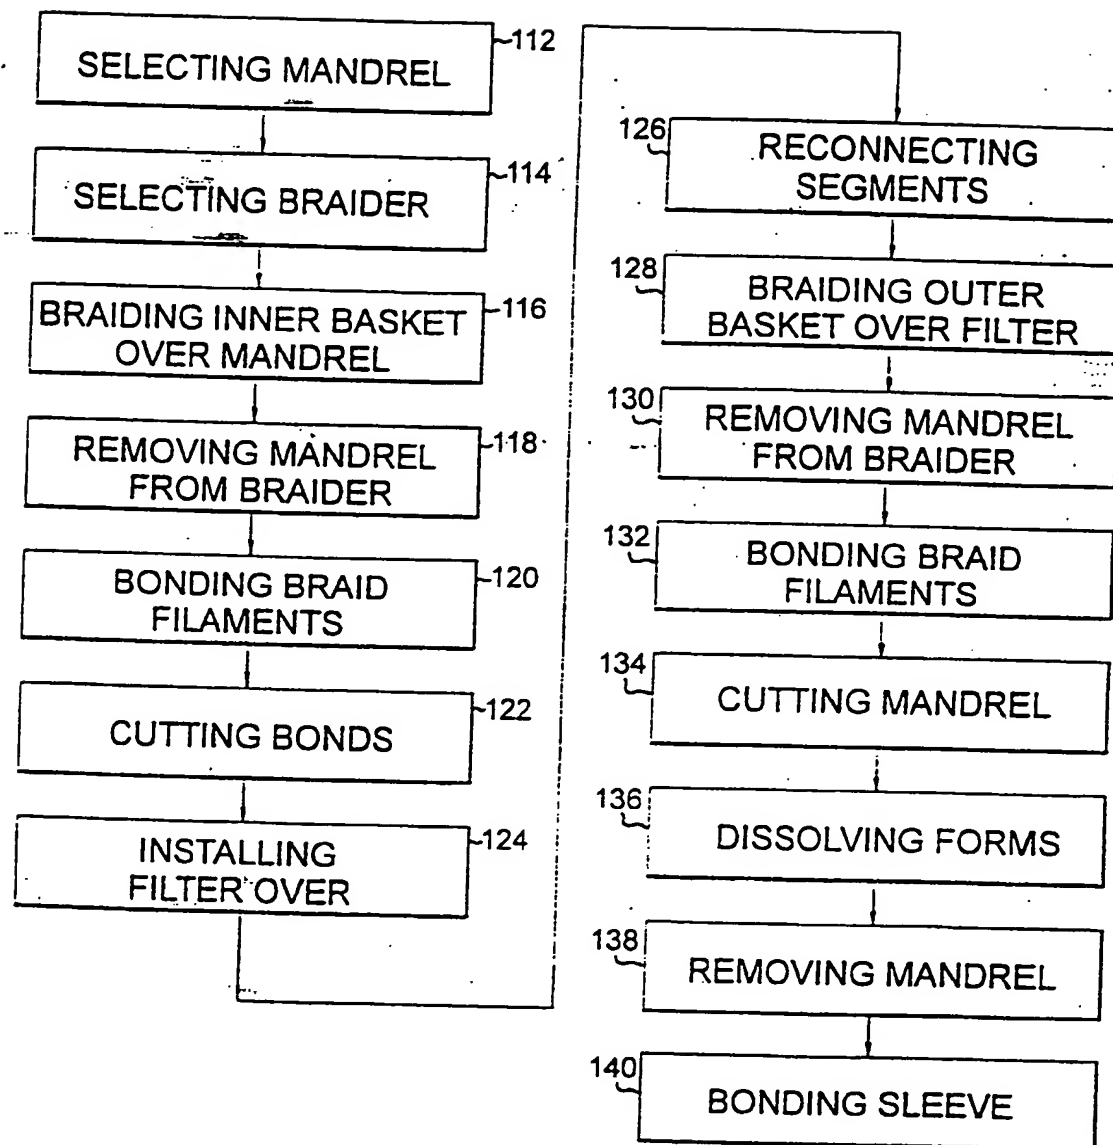 SELECTING MANDREL
112
SELECTING BRAIDER
114
BRAIDING INNER BASKET
OVER MANDREL
116
REMOVING MANDREL
FROM BRAIDER
118
BONDING BRAID
FILAMENTS
120
CUTTING BONDS
122
INSTALLING
FILTER OVER
124
126
RECONNECTING
SEGMENTS
128
BRAIDING OUTER
BASKET OVER FILTER
130
REMOVING MANDREL
FROM BRAIDER
132
BONDING BRAID
FILAMENTS
134
CUTTING MANDREL
136
DISSOLVING FORMS
138
REMOVING MANDREL
140
BONDING SLEEVE